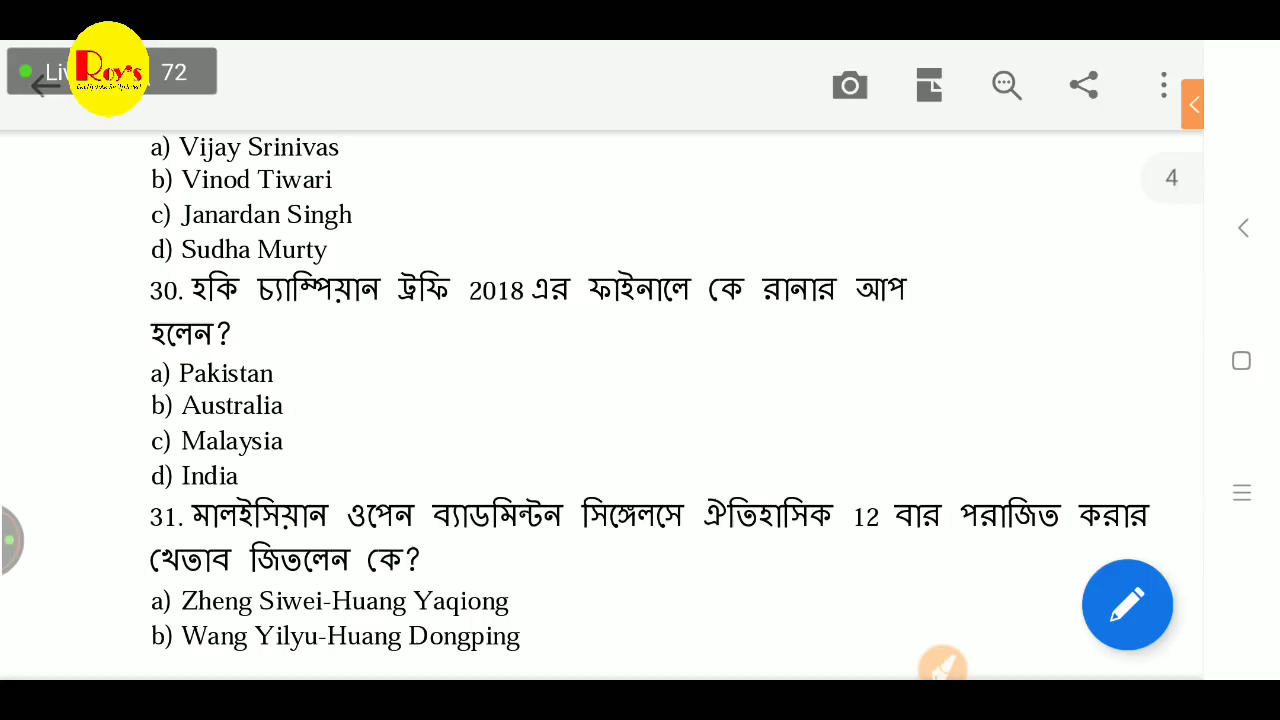 Liv 72
Roy's
a) Vijay Srinivas
4
b) Vinod Tiwari
c) Janardan Singh
d) Sudha Murty
30. হকি চ্যাম্পিয়ান ট্রফি 2018 এর ফাইনালে কে রানার আপ
হলেন?
a) Pakistan
b) Australia
c) Malaysia
d) India
31. মালইসিয়ান ওপেন ব্যাডমিন্টন সিঙ্গেলসে ঐতিহাসিক 12 বার পরাজিত করার
খেতাব জিতলেন কে?
a) Zheng Siwei-Huang Yaqiong
b) Wang Yilyu-Huang Dongping